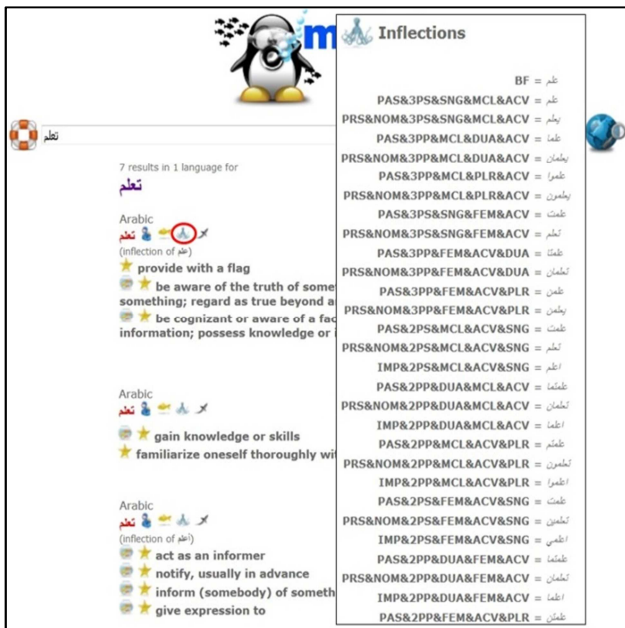 m
تعلم
7 results in 1 language for
تعلم
Arabic
تعلم
(inflection of علم)
provide with a flag
be aware of the truth of some
something; regard as true beyond a
be cognizant or aware of a fac
information; possess knowledge or i
Arabic
تعلم
gain knowledge or skills
familiarize oneself thoroughly wi
Arabic
تعلم
(inflection of أعلم)
act as an informer
notify, usually in advance
inform (somebody) of someth
give expression to
Inflections
BF = علم
PAS&3PS&SNG&MCL&ACV = علم
PRS&NOM&3PS&SNG&MCL&ACV = يعلم
PAS&3PP&MCL&DUA&ACV = علما
PRS&NOM&3PP&MCL&DUA&ACV = يعلمان
PAS&3PP&MCL&PLR&ACV = علموا
PRS&NOM&3PP&MCL&PLR&ACV = يعلمون
PAS&3PS&SNG&FEM&ACV = علمت
PRS&NOM&3PS&SNG&FEM&ACV = تعلم
PAS&3PP&FEM&ACV&DUA = علمتا
PRS&NOM&3PP&FEM&ACV&DUA = تعلمان
PAS&3PP&FEM&ACV&PLR = علمن
PRS&NOM&3PP&FEM&ACV&PLR = يعلمن
PAS&2PS&MCL&ACV&SNG = علمت
PRS&NOM&2PS&MCL&ACV&SNG = تعلم
IMP&2PS&MCL&ACV&SNG = اعلم
PAS&2PP&DUA&MCL&ACV = علمتما
PRS&NOM&2PP&DUA&MCL&ACV = تعلمان
IMP&2PP&DUA&MCL&ACV = اعلما
PAS&2PP&MCL&ACV&PLR = علمتم
PRS&NOM&2PP&MCL&ACV&PLR = تعلمون
IMP&2PP&MCL&ACV&PLR = اعلموا
PAS&2PS&FEM&ACV&SNG = علمت
PRS&NOM&2PS&FEM&ACV&SNG = تعلمين
IMP&2PS&FEM&ACV&SNG = اعلمي
PAS&2PP&DUA&FEM&ACV = علمتما
PRS&NOM&2PP&DUA&FEM&ACV = تعلمان
IMP&2PP&DUA&FEM&ACV = اعلما
PAS&2PP&FEM&ACV&PLR = علمتن